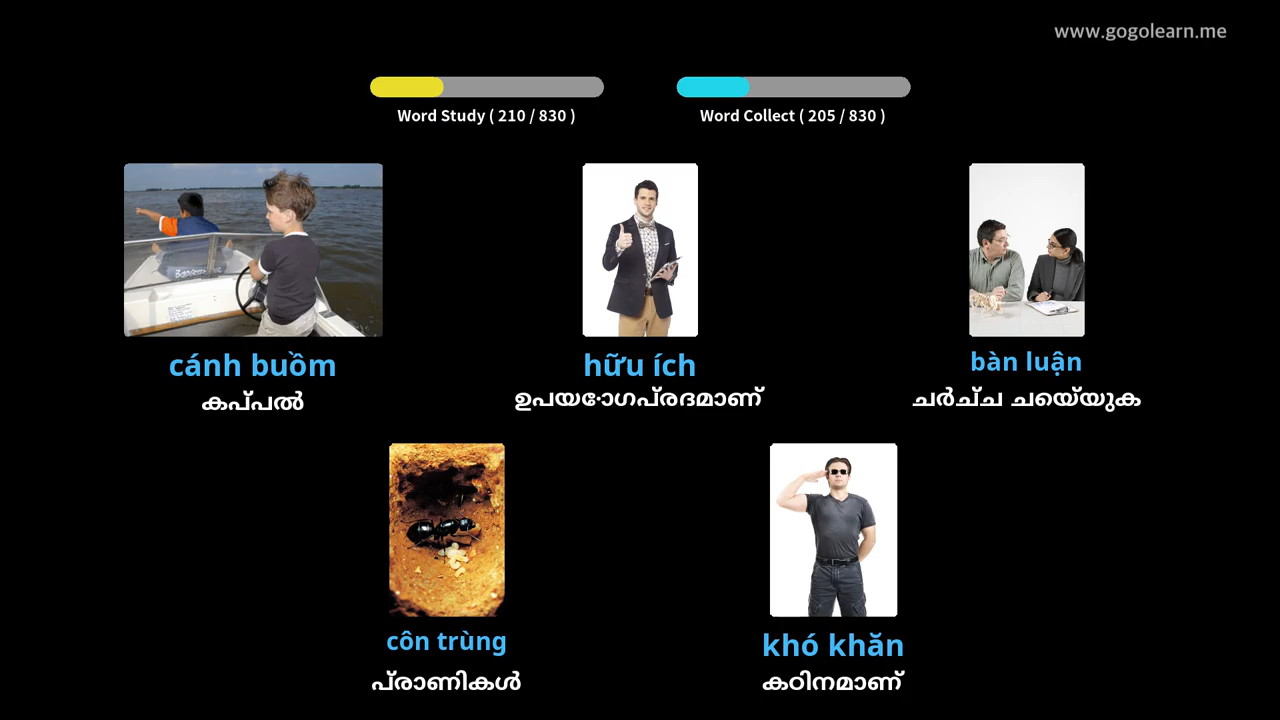 www.gogolearn.me
Word Study ( 210 / 830 )
Word Collect ( 205 / 830 )
cánh buồm
കപ്പൽ
hữu ích
ഉപയോഗപ്രദമാണ്
bàn luận
ചർച്ച ചയ്െയുക
côn trùng
പ്രാണികൾ
khó khăn
കഠിനമാണ്